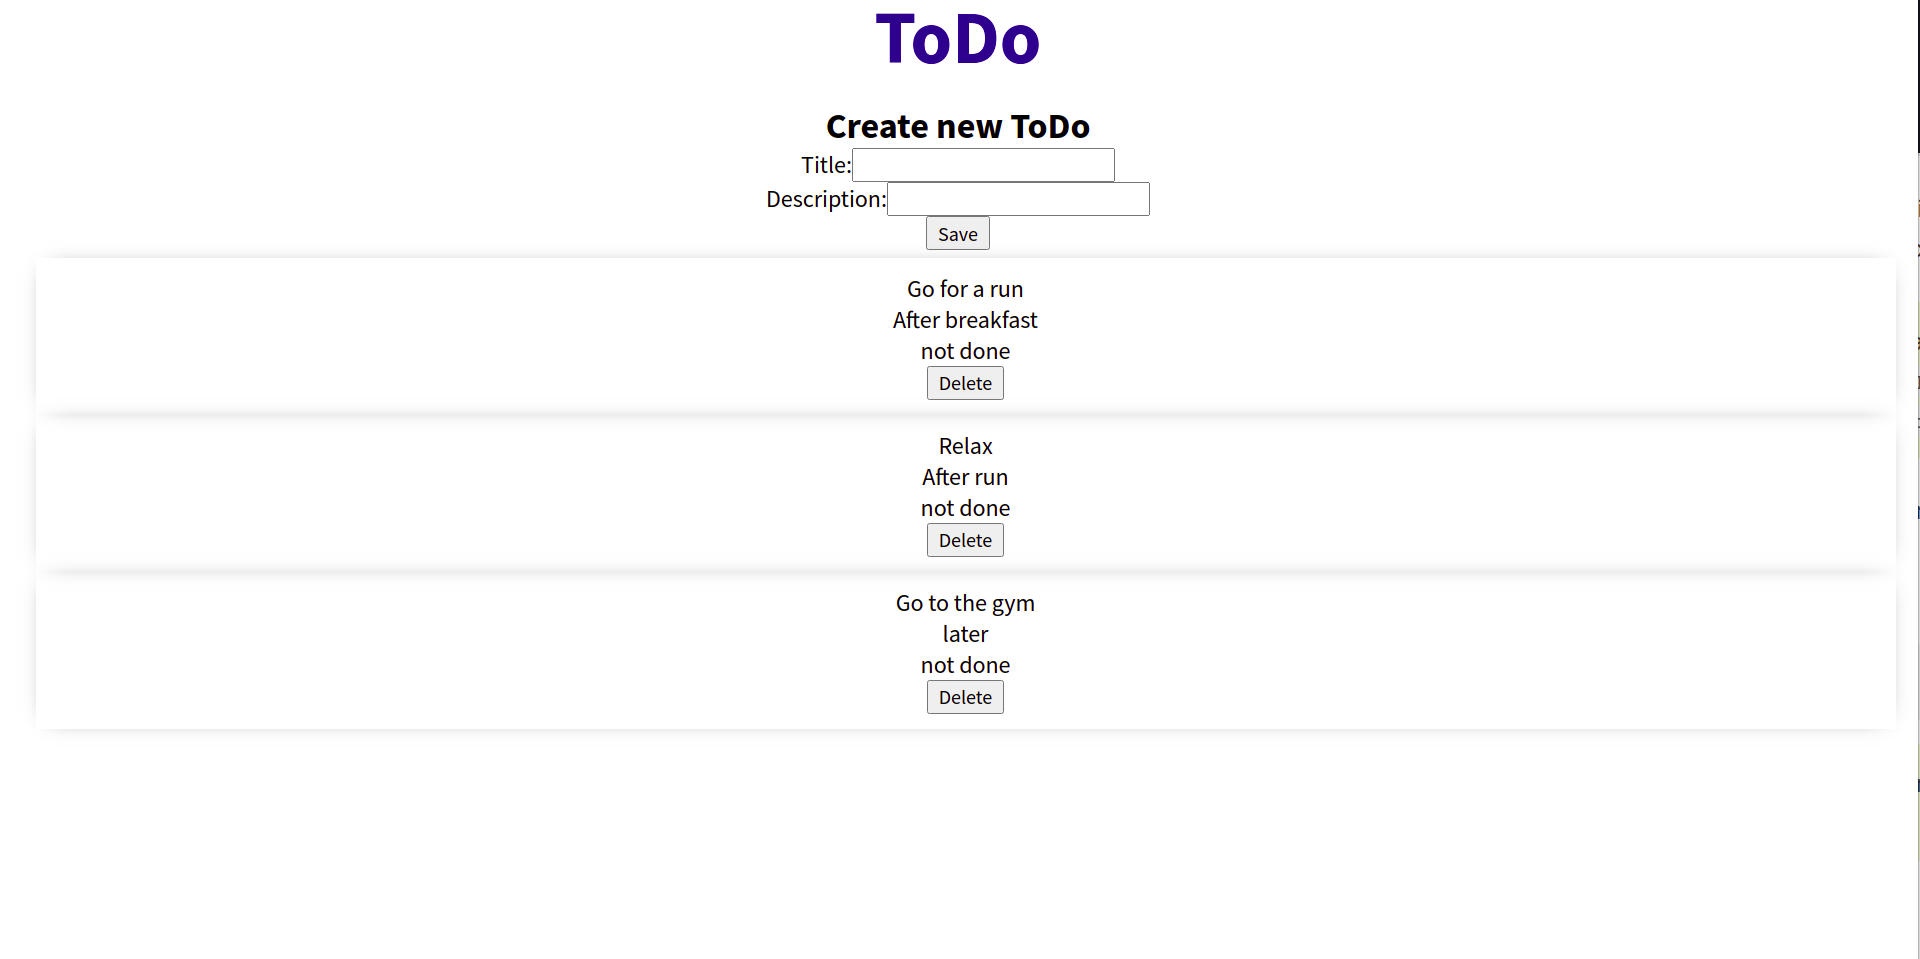 ToDo
Create new ToDo
Title:
Description:
Save
Go for a run
After breakfast
not done
Delete
Relax
After run
not done
Delete
Go to the gym
later
not done
Delete